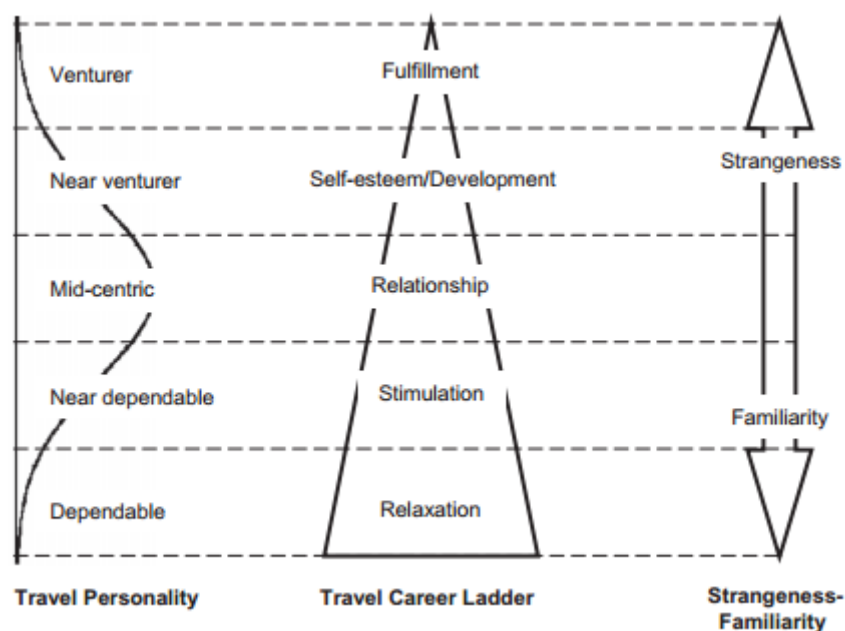 Venturer
Fulfillment
Strangeness
Near venturer
Self-esteem/Development
Mid-centric
Relationship
Near dependable
Stimulation
Familiarity
Dependable
Relaxation
Travel Personality
Travel Career Ladder
Strangeness-
Familiarity